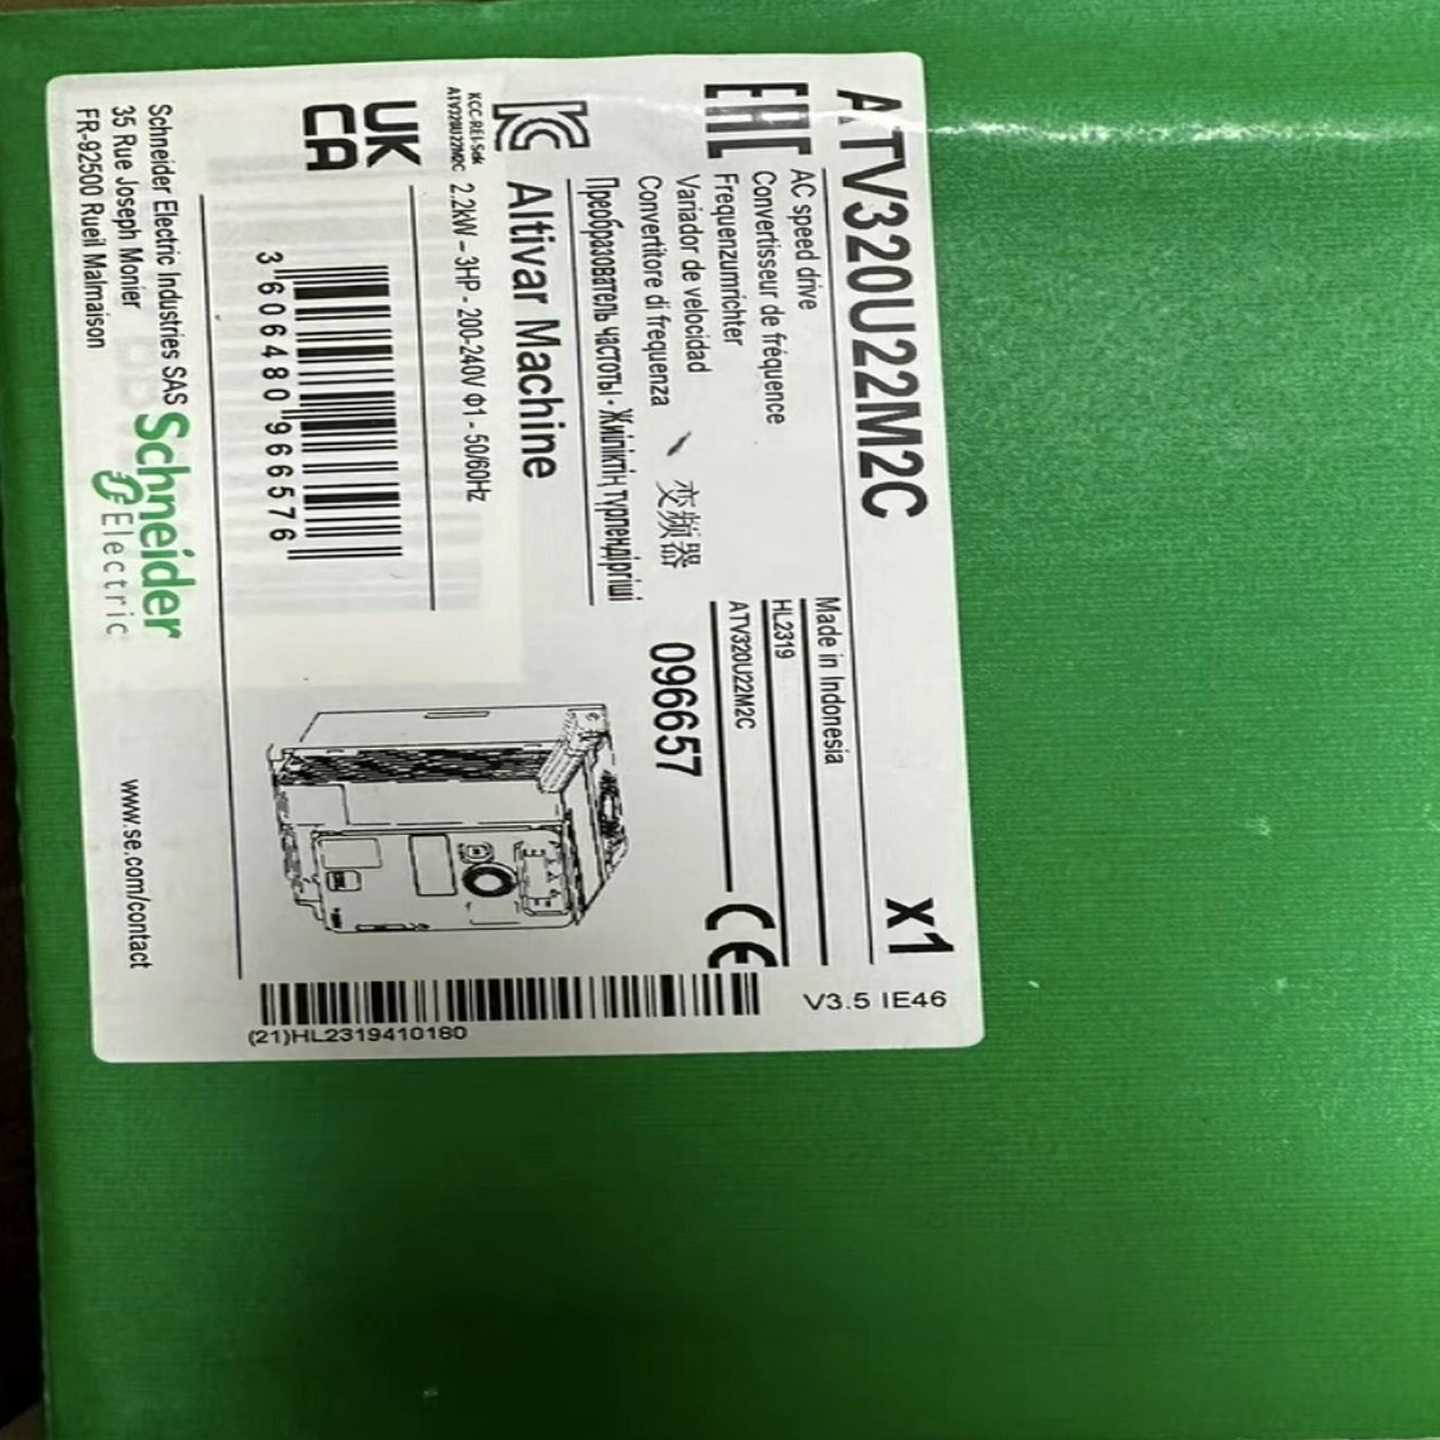 ATV320U22M2C
x1
AC speed drive
Convertisseur de fréquence
Frequenzumrichter
Variador de velocidad
Convertitore di frequenza
变频器
Преобразователь частоты - Жиіліктің түрлендіргіші
Made in Indonesia
HL2319
ATV320U22M2C
EAC
CE
096657
Altivar Machine
2.2kW – 3HP - 200-240V Φ1 - 50/60Hz
KCC-REI-Sek
ATV320U22M2C
UK
CA
3 606480 966576
Schneider Electric Industries SAS
35 Rue Joseph Monier
FR-92500 Rueil Malmaison
Schneider
Electric
www.se.com/contact
V3.5 IE46
(21)HL2319410180